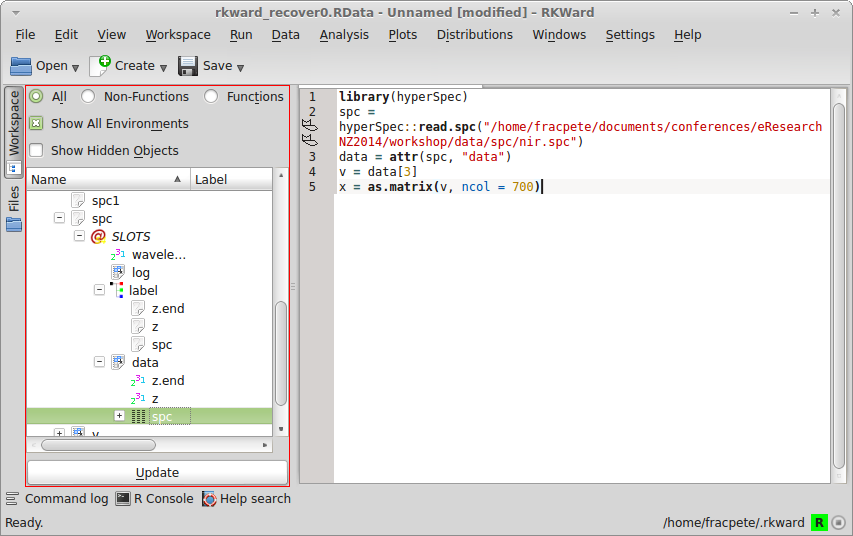 rkward_recover0.RData - Unnamed [modified] – RKWard
File Edit View Workspace Run Data Analysis Plots Distributions Windows Settings Help
Open Create Save
Workspace
Files
All Non-Functions Functions
Show All Environments
Show Hidden Objects
Name Label
spc1
spc
SLOTS
wavele...
log
label
z.end
z
spc
data
z.end
z
spc
v
Update
1 library(hyperSpec)
2 spc =
hyperSpec::read.spc("/home/fracpete/documents/conferences/eResearch
NZ2014/workshop/data/spc/nir.spc")
3 data = attr(spc, "data")
4 v = data[3]
5 x = as.matrix(v, ncol = 700)
Command log R Console Help search
Ready. /home/fracpete/.rkward R